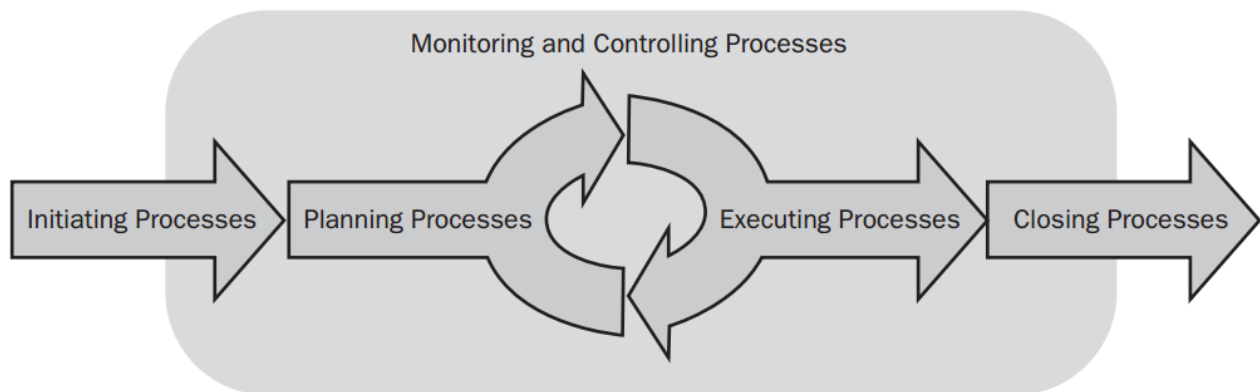 Monitoring and Controlling Processes
Initiating Processes
Planning Processes
Executing Processes
Closing Processes